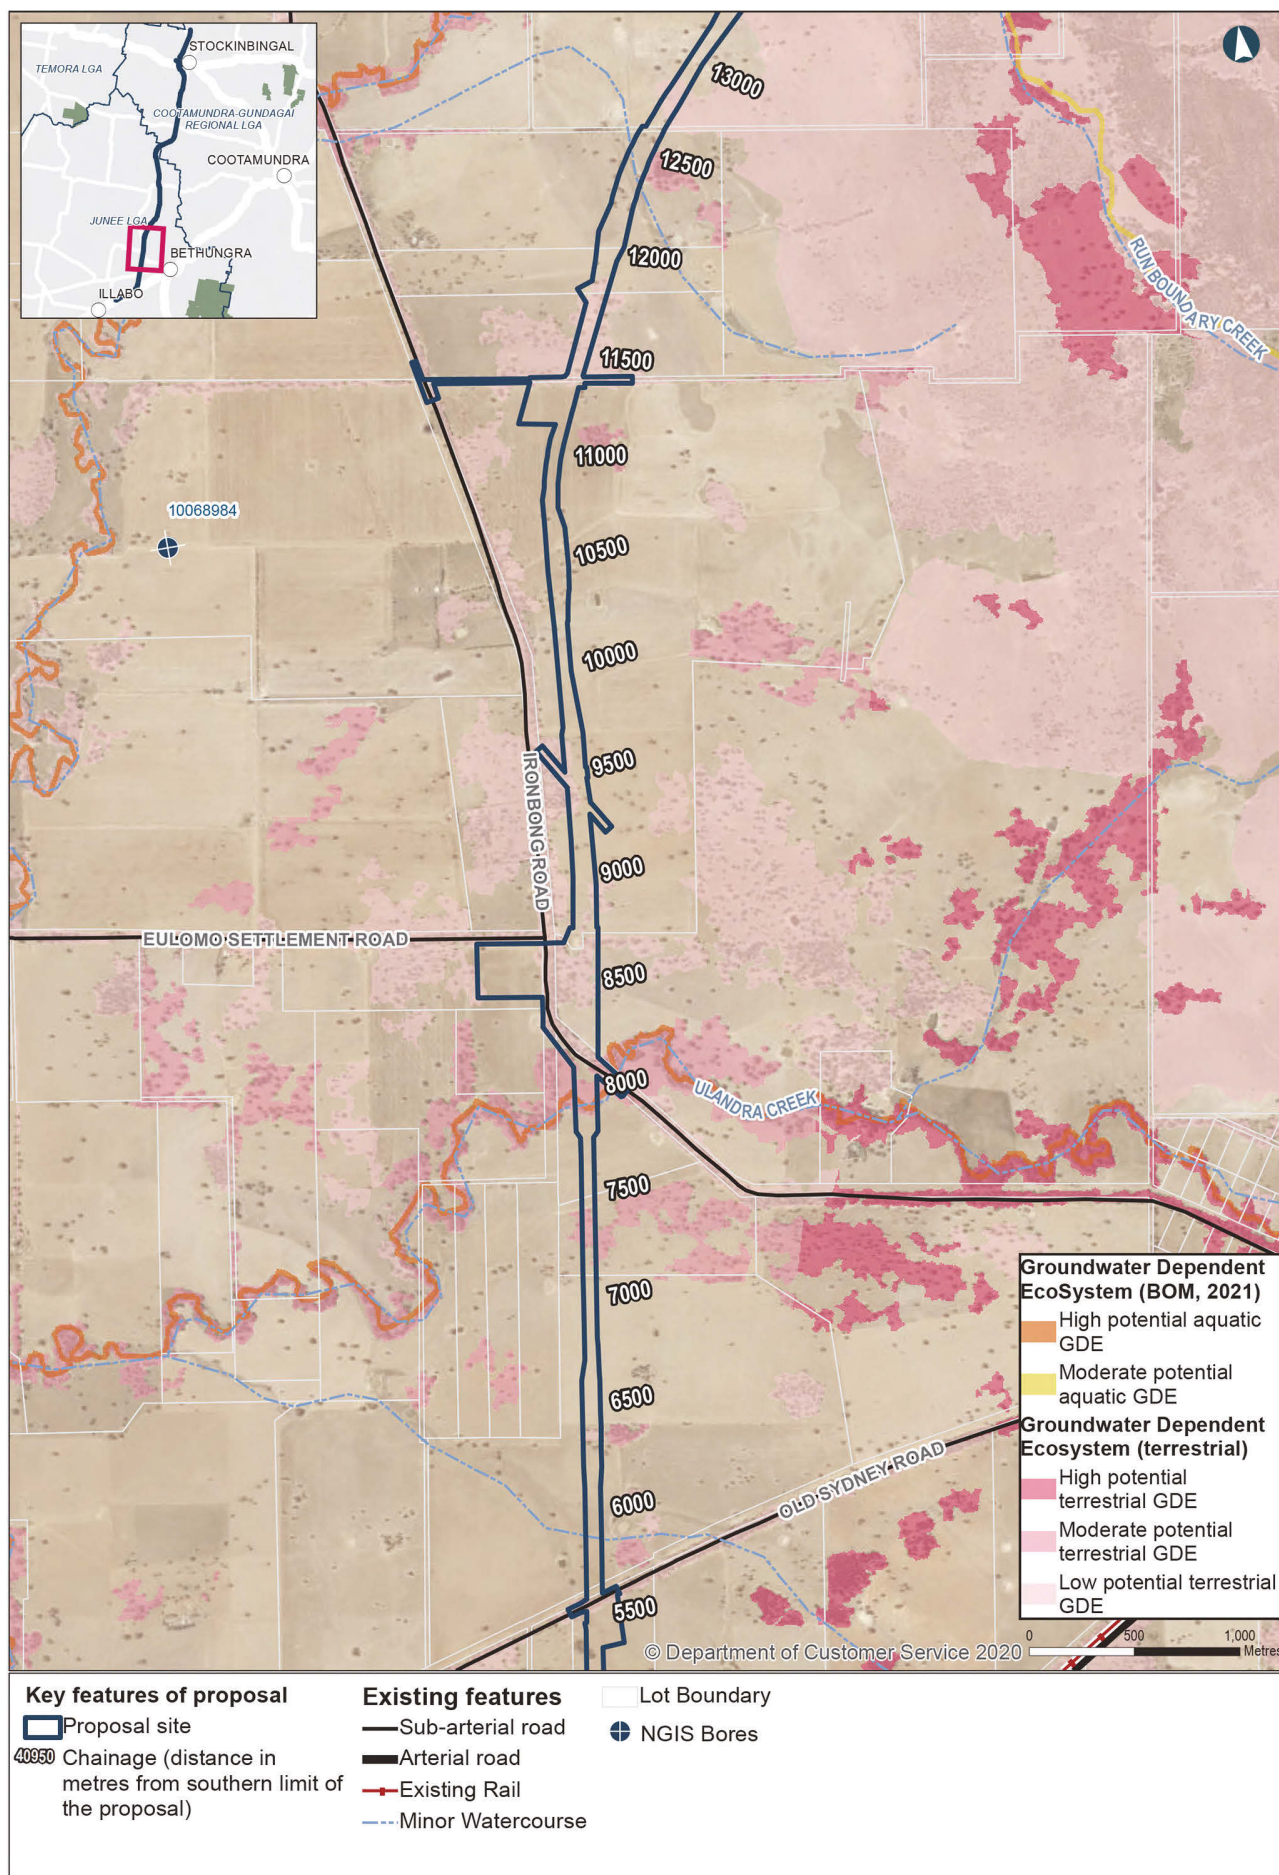 STOCKINBINGAL
TEMORA LGA
COOTAMUNDRA-GUNDAGAI
REGIONAL LGA
COOTAMUNDRA
JUNEE LGA
BETHUNGRA
ILLABO
13000
12500
12000
11500
11000
10500
10000
9500
9000
8500
8000
7500
7000
6500
6000
5500
RUN BOUNDARY CREEK
10068984
IRONBONG ROAD
EULOMO SETTLEMENT ROAD
ULANDRA CREEK
OLD SYDNEY ROAD
Groundwater Dependent
EcoSystem (BOM, 2021)
High potential aquatic
GDE
Moderate potential
aquatic GDE
Groundwater Dependent
Ecosystem (terrestrial)
High potential
terrestrial GDE
Moderate potential
terrestrial GDE
Low potential terrestrial
GDE
0 500 1,000
Metres
© Department of Customer Service 2020
Key features of proposal
Proposal site
40950 Chainage (distance in
metres from southern limit of
the proposal)
Existing features
Sub-arterial road
Arterial road
Existing Rail
Minor Watercourse
Lot Boundary
NGIS Bores